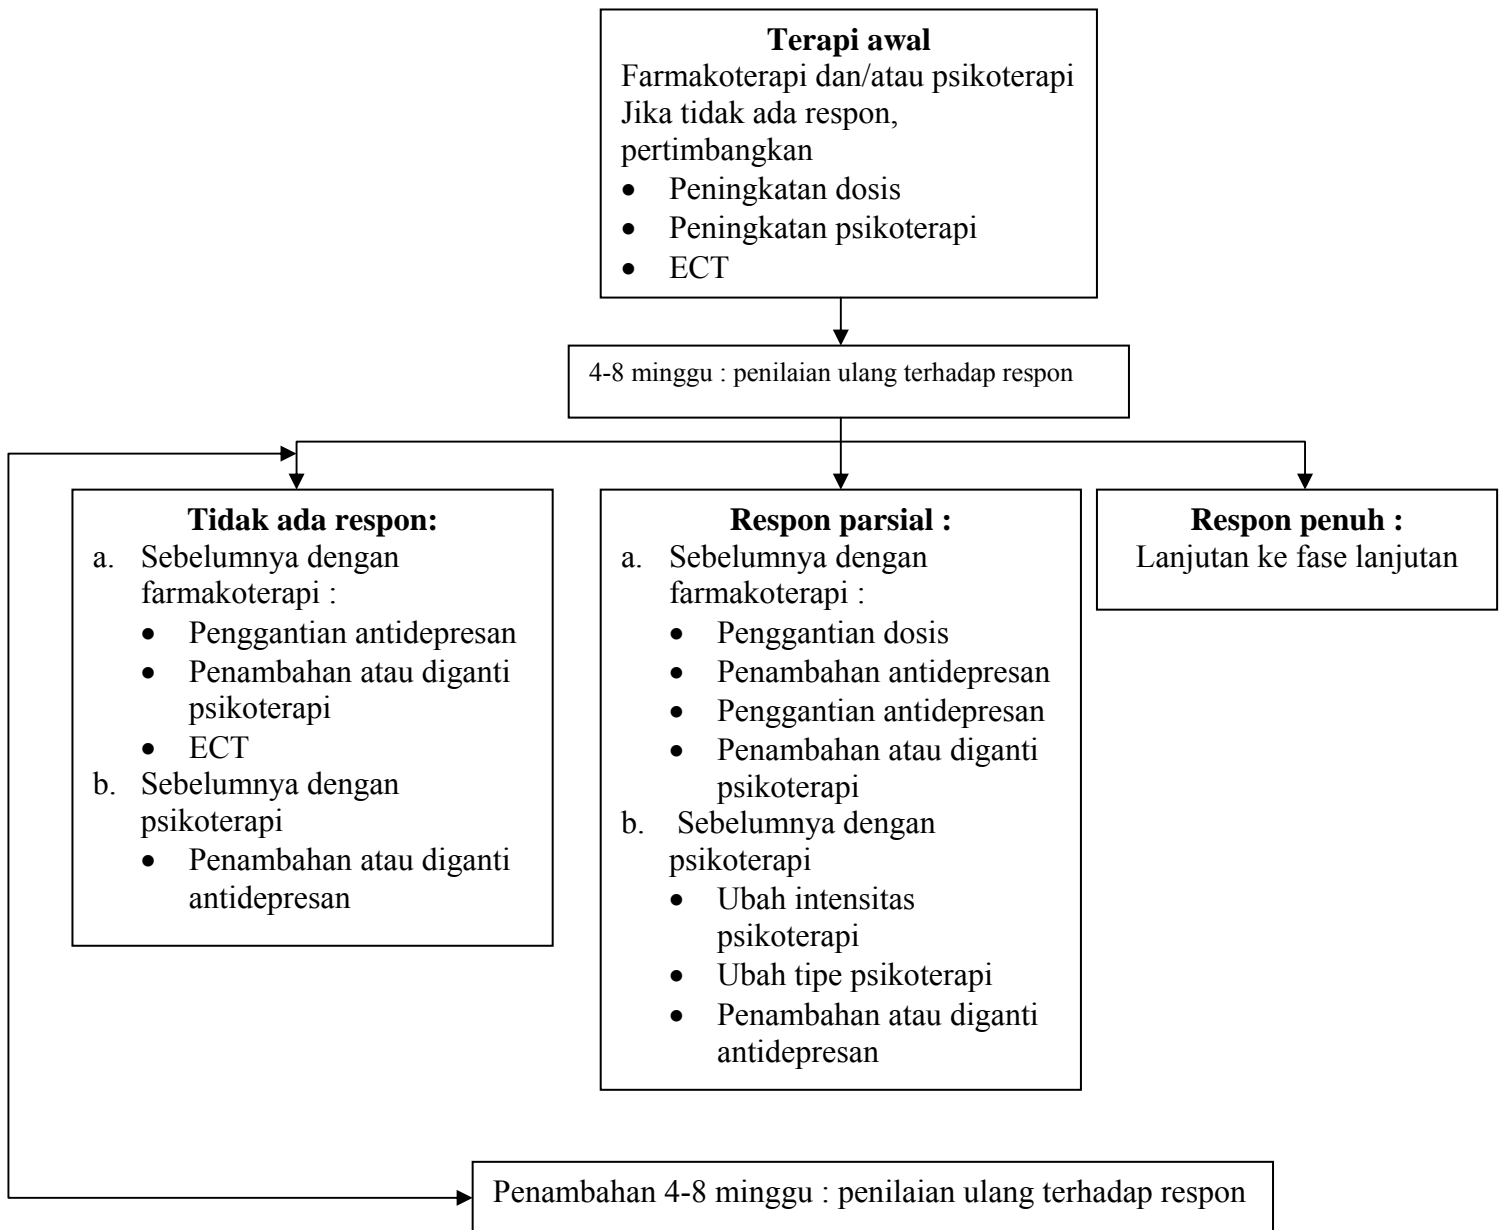 Terapi awal
Farmakoterapi dan/atau psikoterapi
Jika tidak ada respon,
pertimbangkan
• Peningkatan dosis
• Peningkatan psikoterapi
• ECT
4-8 minggu : penilaian ulang terhadap respon
Tidak ada respon:
a. Sebelumnya dengan
farmakoterapi :
• Penggantian antidepresan
• Penambahan atau diganti
psikoterapi
• ECT
b. Sebelumnya dengan
psikoterapi
• Penambahan atau diganti
antidepresan
Respon parsial :
a. Sebelumnya dengan
farmakoterapi :
• Penggantian dosis
• Penambahan antidepresan
• Penggantian antidepresan
• Penambahan atau diganti
psikoterapi
b. Sebelumnya dengan
psikoterapi
• Ubah intensitas
psikoterapi
• Ubah tipe psikoterapi
• Penambahan atau diganti
antidepresan
Respon penuh :
Lanjutan ke fase lanjutan
Penambahan 4-8 minggu : penilaian ulang terhadap respon